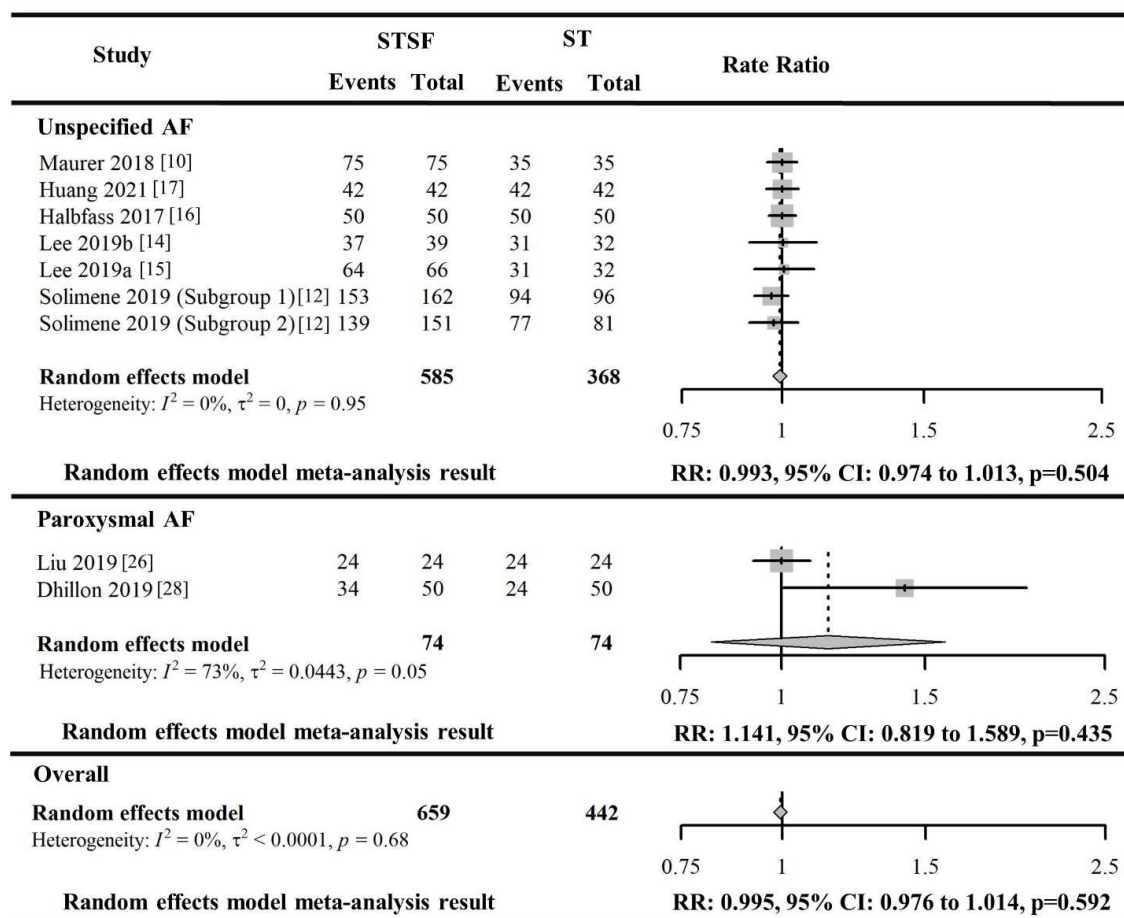 Study STSF ST Rate Ratio
Events Total Events Total
Unspecified AF
Maurer 2018 [10] 75 75 35 35
Huang 2021 [17] 42 42 42 42
Halbfass 2017 [16] 50 50 50 50
Lee 2019b [14] 37 39 31 32
Lee 2019a [15] 64 66 31 32
Solimene 2019 (Subgroup 1)[12] 153 162 94 96
Solimene 2019 (Subgroup 2)[12] 139 151 77 81
Random effects model 585 368
Heterogeneity: I² = 0%, τ² = 0, p = 0.95
0.75 1 1.5 2.5
Random effects model meta-analysis result RR: 0.993, 95% CI: 0.974 to 1.013, p=0.504
Paroxysmal AF
Liu 2019 [26] 24 24 24 24
Dhillon 2019 [28] 34 50 24 50
Random effects model 74 74
Heterogeneity: I² = 73%, τ² = 0.0443, p = 0.05
0.75 1 1.5 2.5
Random effects model meta-analysis result RR: 1.141, 95% CI: 0.819 to 1.589, p=0.435
Overall
Random effects model 659 442
Heterogeneity: I² = 0%, τ² < 0.0001, p = 0.68
0.75 1 1.5 2.5
Random effects model meta-analysis result RR: 0.995, 95% CI: 0.976 to 1.014, p=0.592